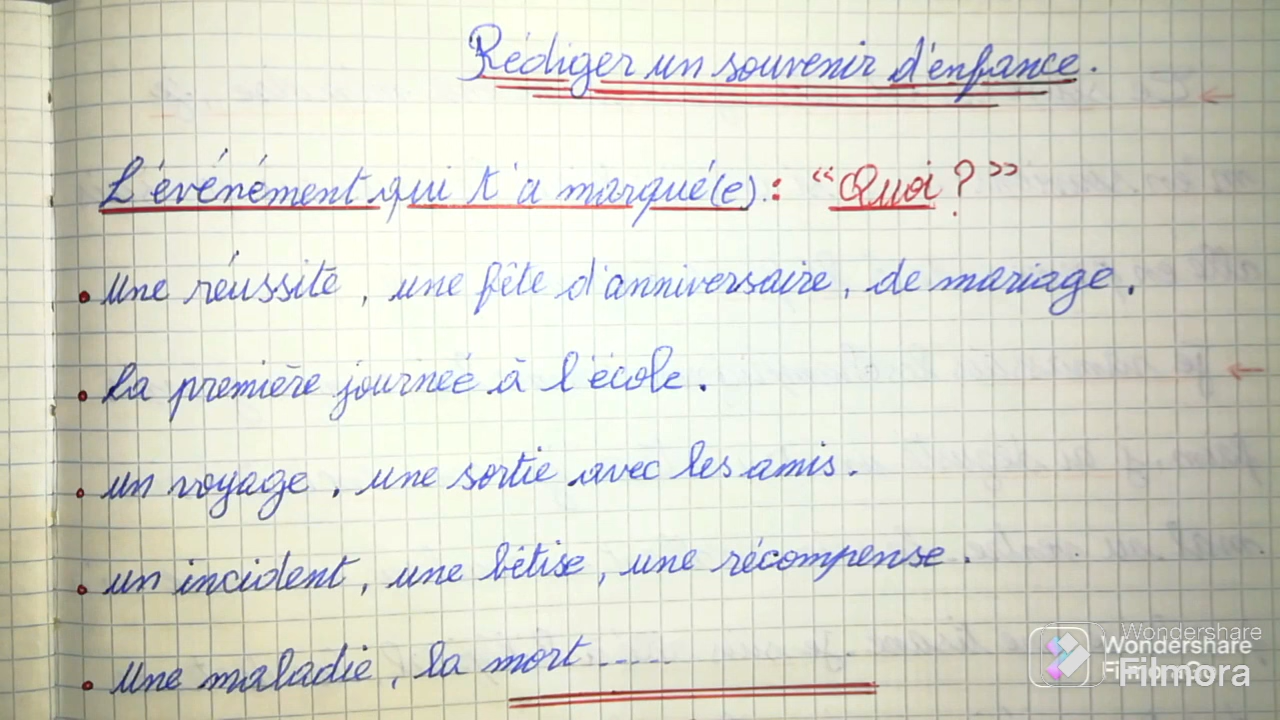 Rédiger un souvenir d'enfance.
L'événément qui t'a marqué(e) : "Quoi ?"
• une réussite, une fête d'anniversaire, de mariage.
• La première journée à l'école.
• un voyage, une sortie avec les amis.
• un incident, une bêtise, une récompense.
• Une maladie, la mort.....
Wondershare
Filmora